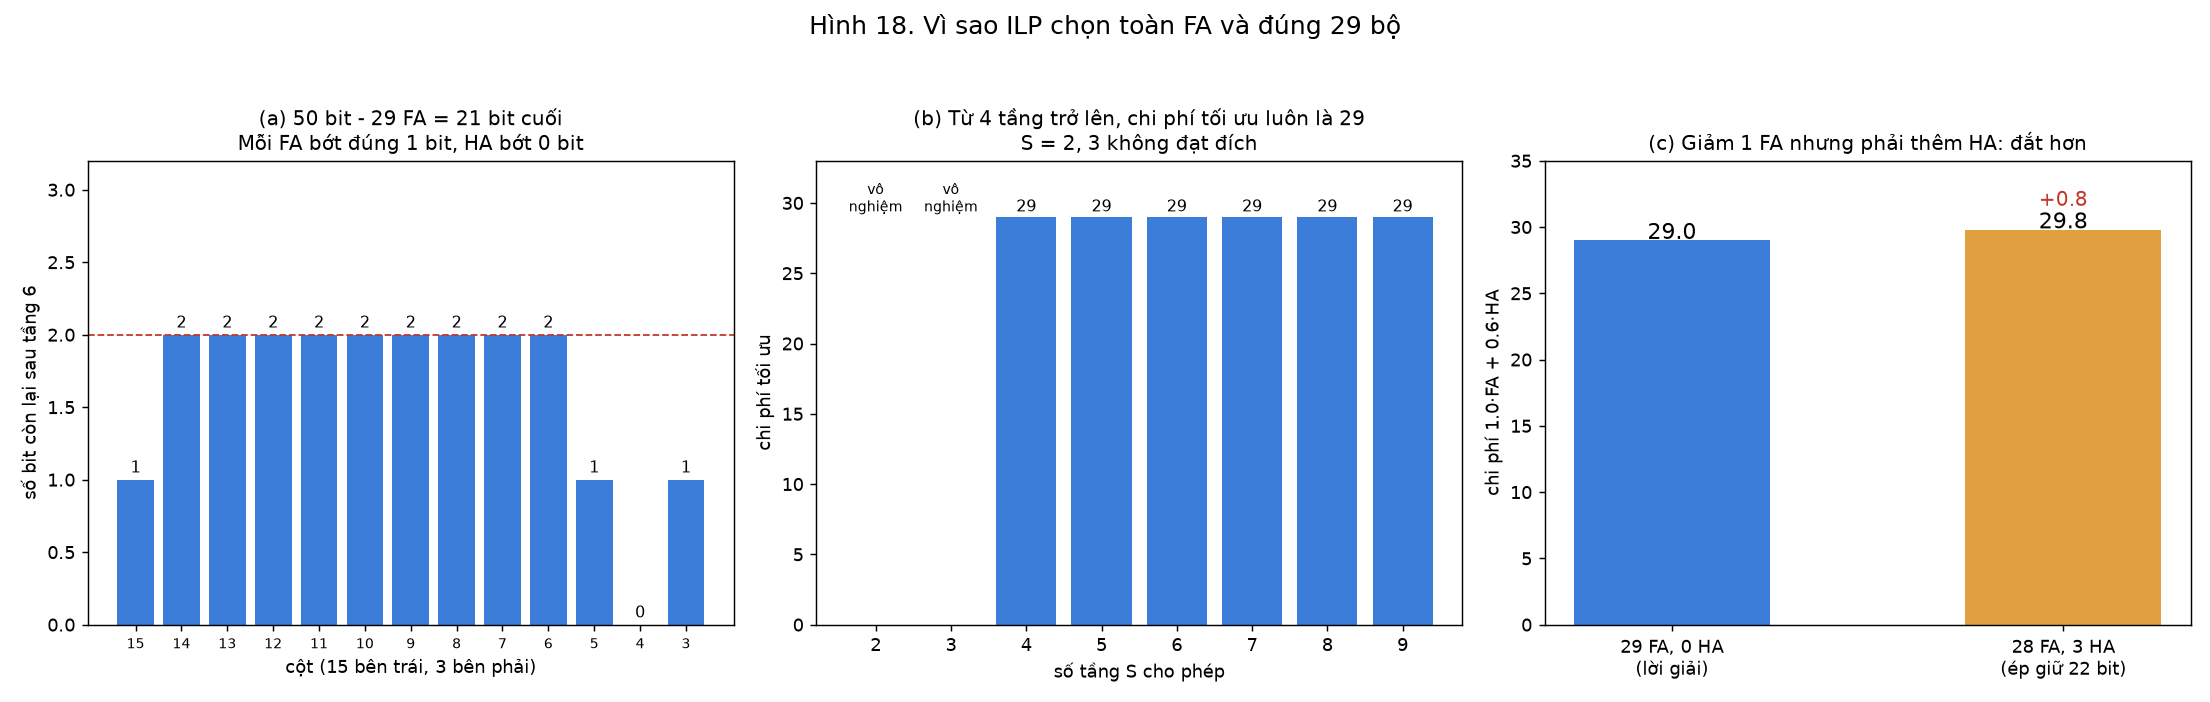 Hình 18. Vì sao ILP chọn toàn FA và đúng 29 bộ
(a) 50 bit - 29 FA = 21 bit cuối
Mỗi FA bớt đúng 1 bit, HA bớt 0 bit
số bit còn lại sau tầng 6
3.0
2.5
2.0
1.5
1.0
0.5
0.0
1 2 2 2 2 2 2 2 2 2 1 0 1
15 14 13 12 11 10 9 8 7 6 5 4 3
cột (15 bên trái, 3 bên phải)
(b) Từ 4 tầng trở lên, chi phí tối ưu luôn là 29
S = 2, 3 không đạt đích
chi phí tối ưu
30
25
20
15
10
5
0
vô
nghiệm
vô
nghiệm
29 29 29 29 29 29
2 3 4 5 6 7 8 9
số tầng S cho phép
(c) Giảm 1 FA nhưng phải thêm HA: đắt hơn
chi phí 1.0·FA + 0.6·HA
35
30
25
20
15
10
5
0
29.0
+0.8
29.8
29 FA, 0 HA
(lời giải)
28 FA, 3 HA
(ép giữ 22 bit)